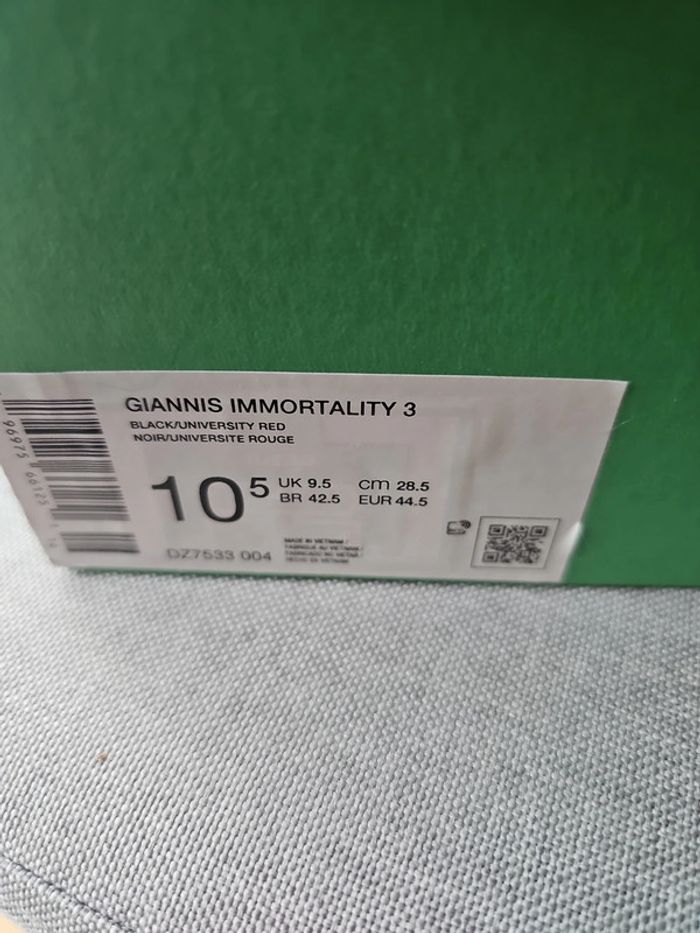 GIANNIS IMMORTALITY 3
BLACK/UNIVERSITY RED
NOIR/UNIVERSITE ROUGE
10 5
UK 9.5 cm 28.5
BR 42.5 EUR 44.5
DZ7533 004
MADE IN VIETNAM /